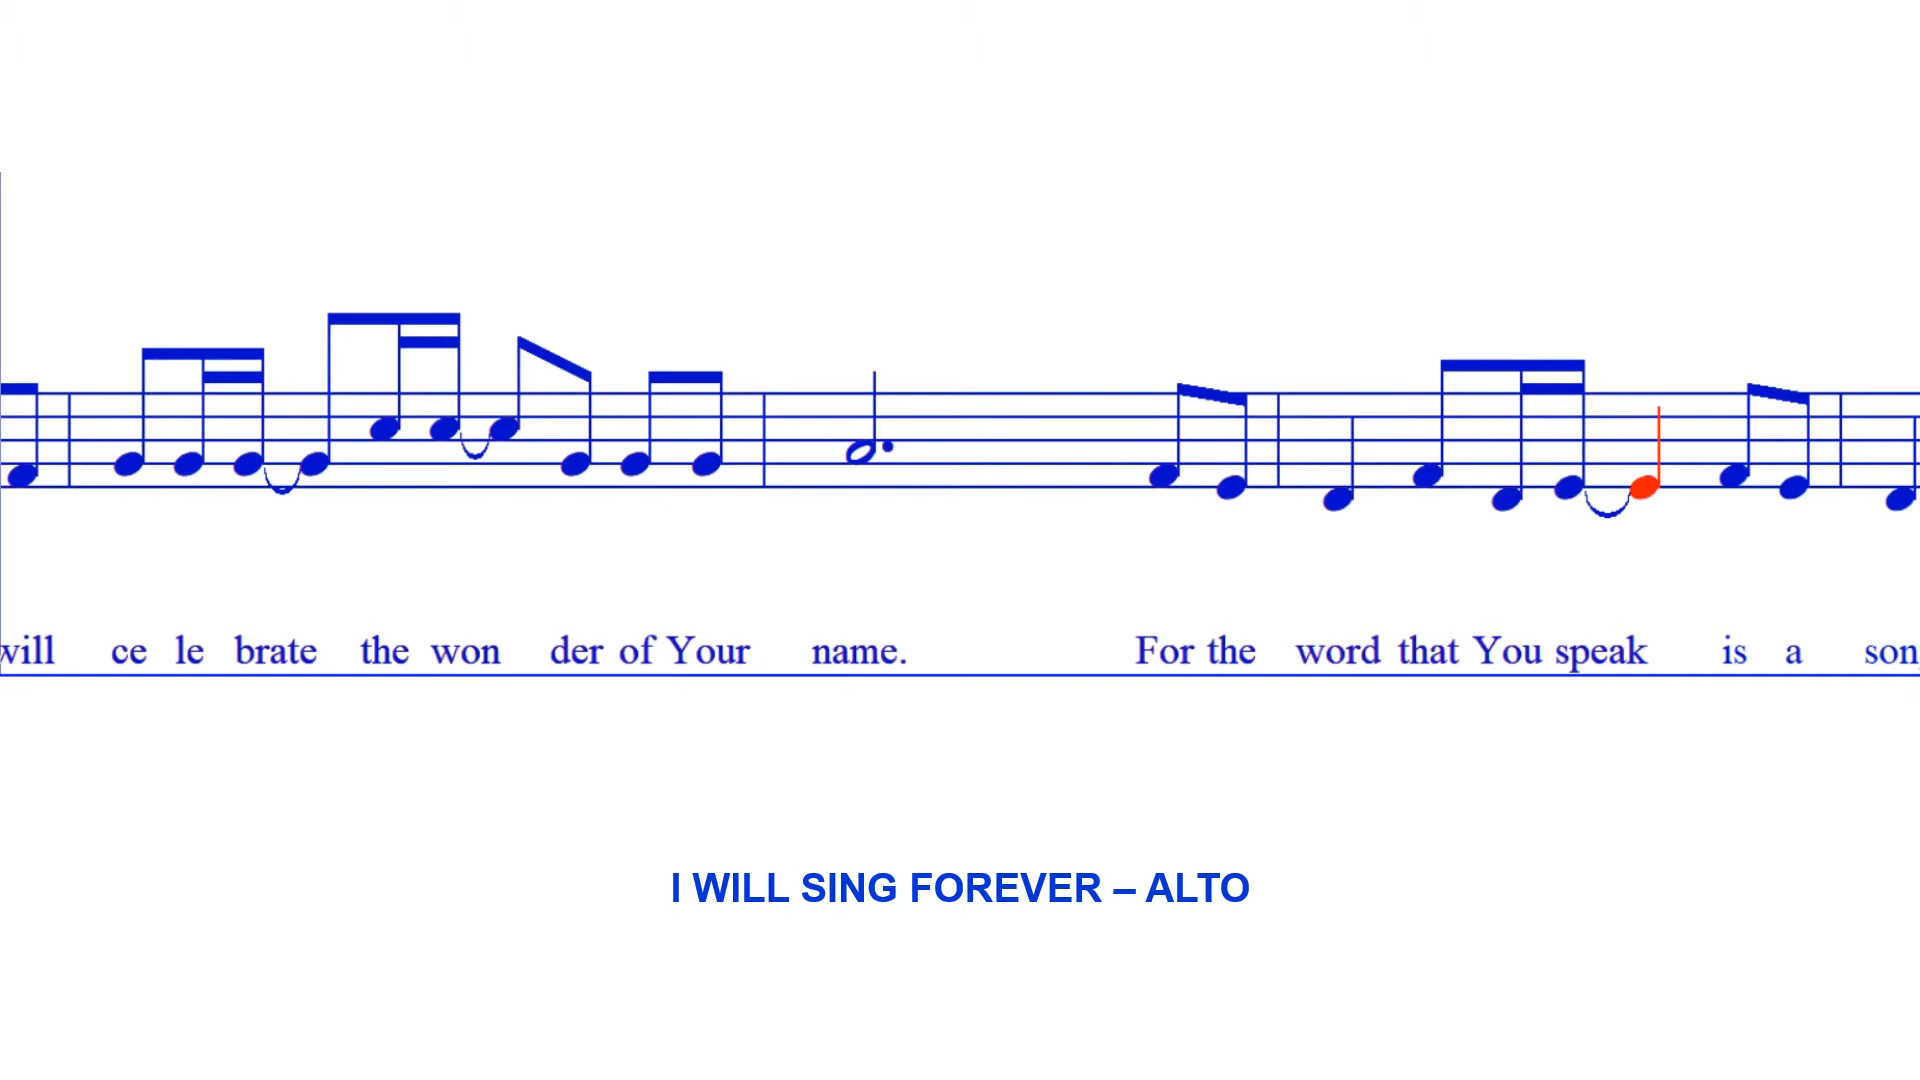 will ce le brate the won der of Your name. For the word that You speak is a son
I WILL SING FOREVER – ALTO